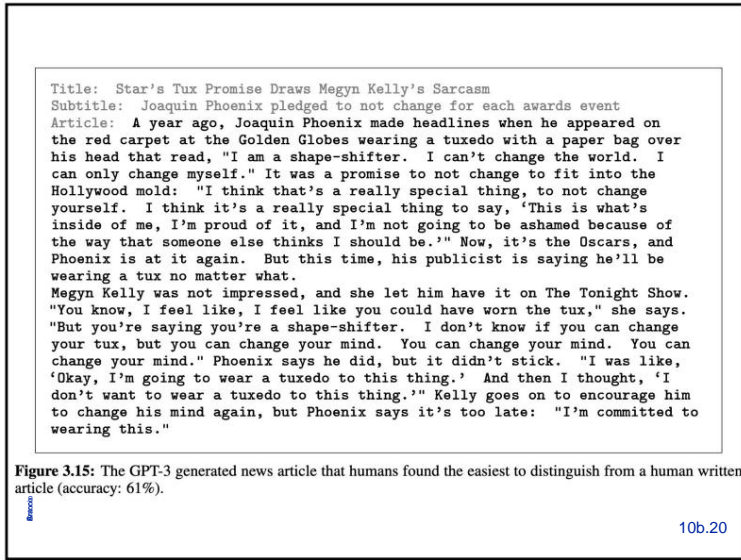 Title: Star's Tux Promise Draws Megyn Kelly's Sarcasm
Subtitle: Joaquin Phoenix pledged to not change for each awards event
Article: A year ago, Joaquin Phoenix made headlines when he appeared on
the red carpet at the Golden Globes wearing a tuxedo with a paper bag over
his head that read, "I am a shape-shifter. I can't change the world. I
can only change myself." It was a promise to not change to fit into the
Hollywood mold: "I think that's a really special thing, to not change
yourself. I think it's a really special thing to say, 'This is what's
inside of me, I'm proud of it, and I'm not going to be ashamed because of
the way that someone else thinks I should be.'" Now, it's the Oscars, and
Phoenix is at it again. But this time, his publicist is saying he'll be
wearing a tux no matter what.
Megyn Kelly was not impressed, and she let him have it on The Tonight Show.
"You know, I feel like, I feel like you could have worn the tux," she says.
"But you're saying you're a shape-shifter. I don't know if you can change
your tux, but you can change your mind. You can change your mind. You can
change your mind." Phoenix says he did, but it didn't stick. "I was like,
'Okay, I'm going to wear a tuxedo to this thing.' And then I thought, 'I
don't want to wear a tuxedo to this thing.'" Kelly goes on to encourage him
to change his mind again, but Phoenix says it's too late: "I'm committed to
wearing this."
Figure 3.15: The GPT-3 generated news article that humans found the easiest to distinguish from a human written
article (accuracy: 61%).
10b.20